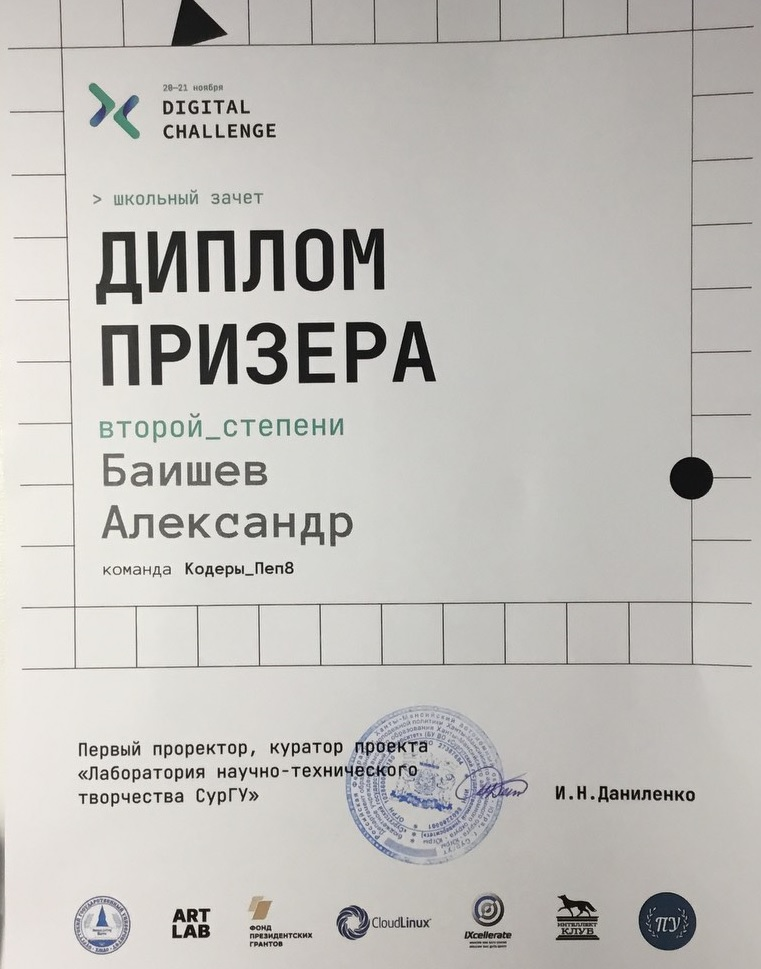 20–21 ноября
DIGITAL
CHALLENGE
> школьный зачет
ДИПЛОМ
ПРИЗЕРА
второй_степени
Баишев
Александр
команда Кодеры_Пеп8
Первый проректор, куратор проекта
«Лаборатория научно-технического
творчества СурГУ»
И.Н.Даниленко
ART
LAB
ФОНД
ПРЕЗИДЕНТСКИХ
ГРАНТОВ
CloudLinux
iXcellerate
ИНТЕЛЛЕКТ
КЛУБ
ПУ